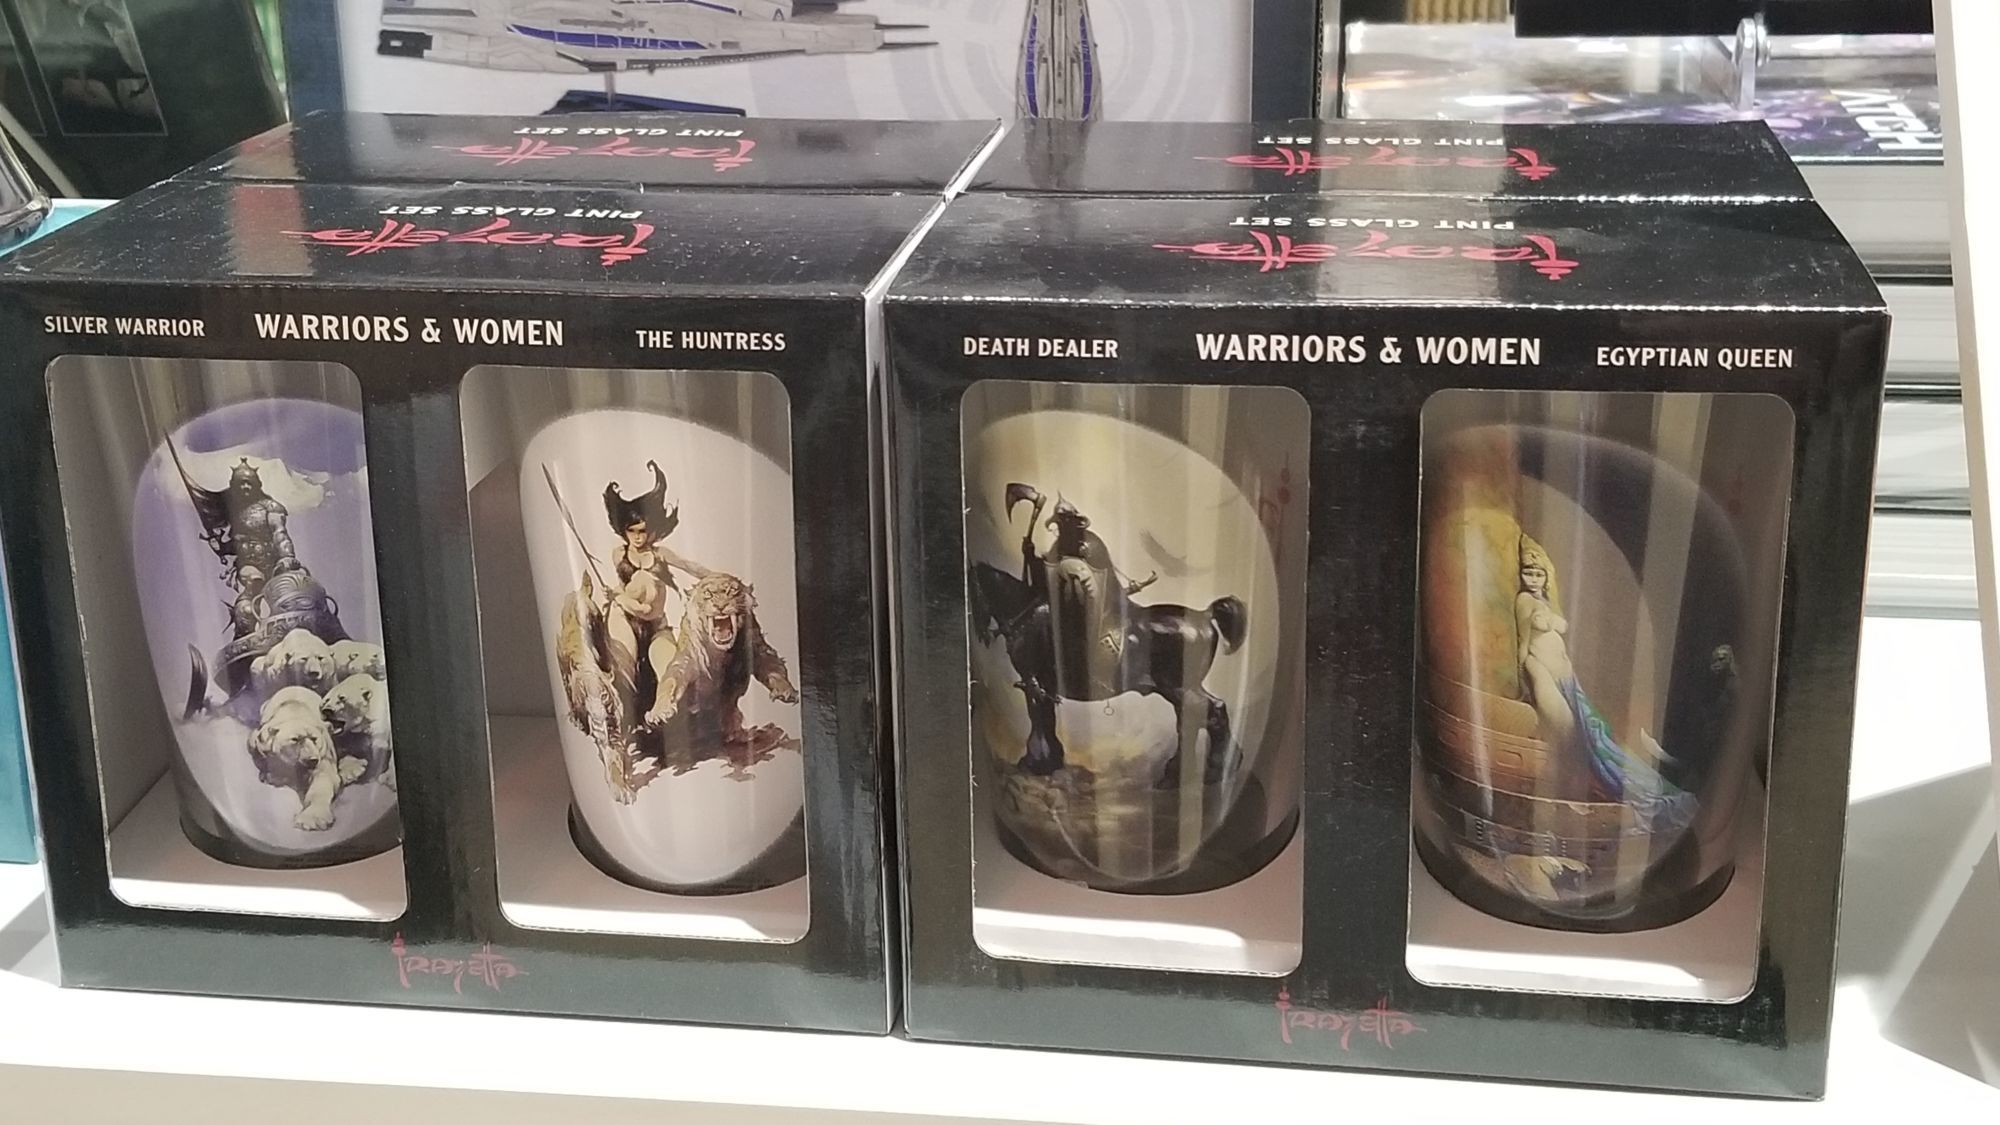 PINT GLASS SET
Frazetta
PINT GLASS SET
Frazetta
PINT GLASS SET
Frazetta
PINT GLASS SET
Frazetta
SILVER WARRIOR WARRIORS & WOMEN THE HUNTRESS
DEATH DEALER WARRIORS & WOMEN EGYPTIAN QUEEN
Frazetta
Frazetta